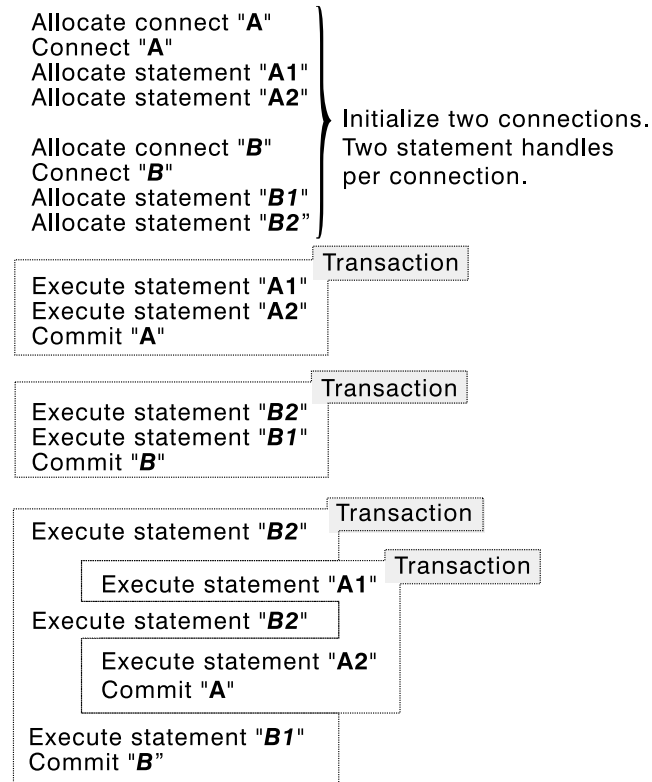 Allocate connect "A"
Connect "A"
Allocate statement "A1"
Allocate statement "A2"
Allocate connect "B"
Connect "B"
Allocate statement "B1"
Allocate statement "B2”
Initialize two connections.
Two statement handles
per connection.
Transaction
Execute statement "A1"
Execute statement "A2"
Commit "A"
Transaction
Execute statement "B2"
Execute statement "B1"
Commit "B"
Transaction
Execute statement "B2"
Transaction
Execute statement "A1"
Execute statement "B2"
Execute statement "A2"
Commit "A"
Execute statement "B1"
Commit "B”